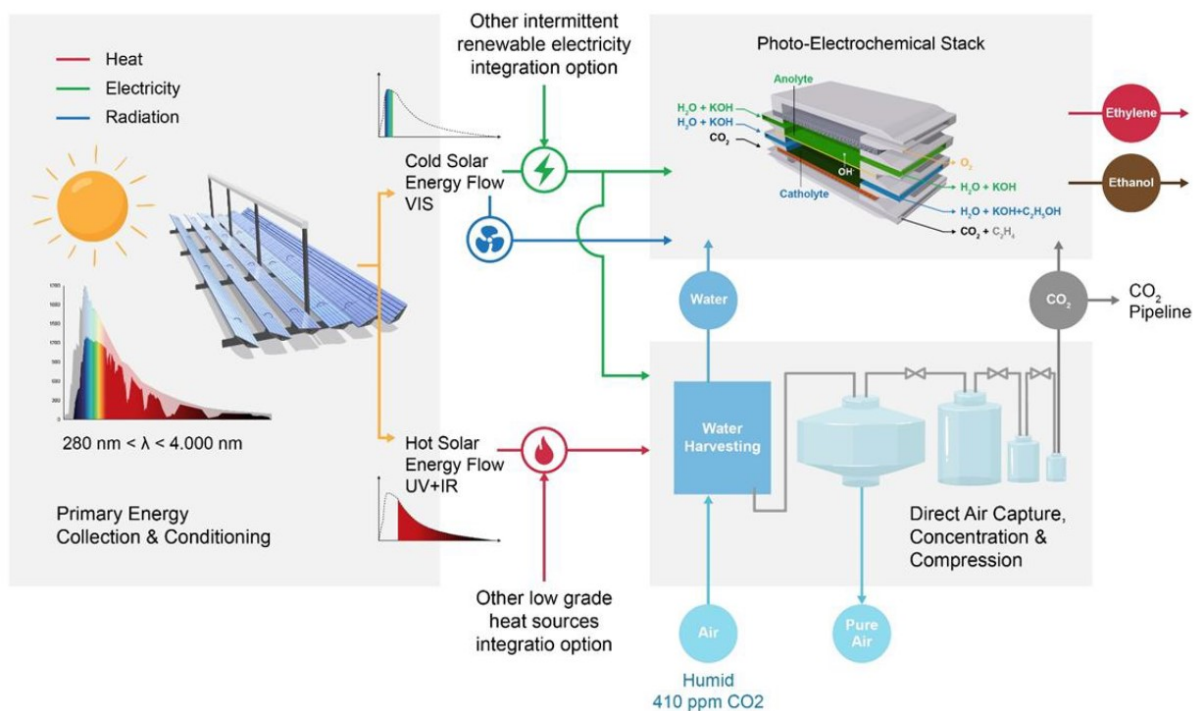 Heat
Electricity
Radiation
280 nm < λ < 4.000 nm
Primary Energy
Collection & Conditioning
Other intermittent
renewable electricity
integration option
Cold Solar
Energy Flow
VIS
Hot Solar
Energy Flow
UV+IR
Other low grade
heat sources
integratio option
Photo-Electrochemical Stack
Anolyte
H₂O + KOH
H₂O + KOH
CO₂
OH⁻
Catholyte
O₂
H₂O + KOH
H₂O + KOH+C₂H₅OH
CO₂ + C₂H₄
Ethylene
Ethanol
Water
CO₂
CO₂
Pipeline
Water
Harvesting
Direct Air Capture,
Concentration &
Compression
Air
Pure
Air
Humid
410 ppm CO2